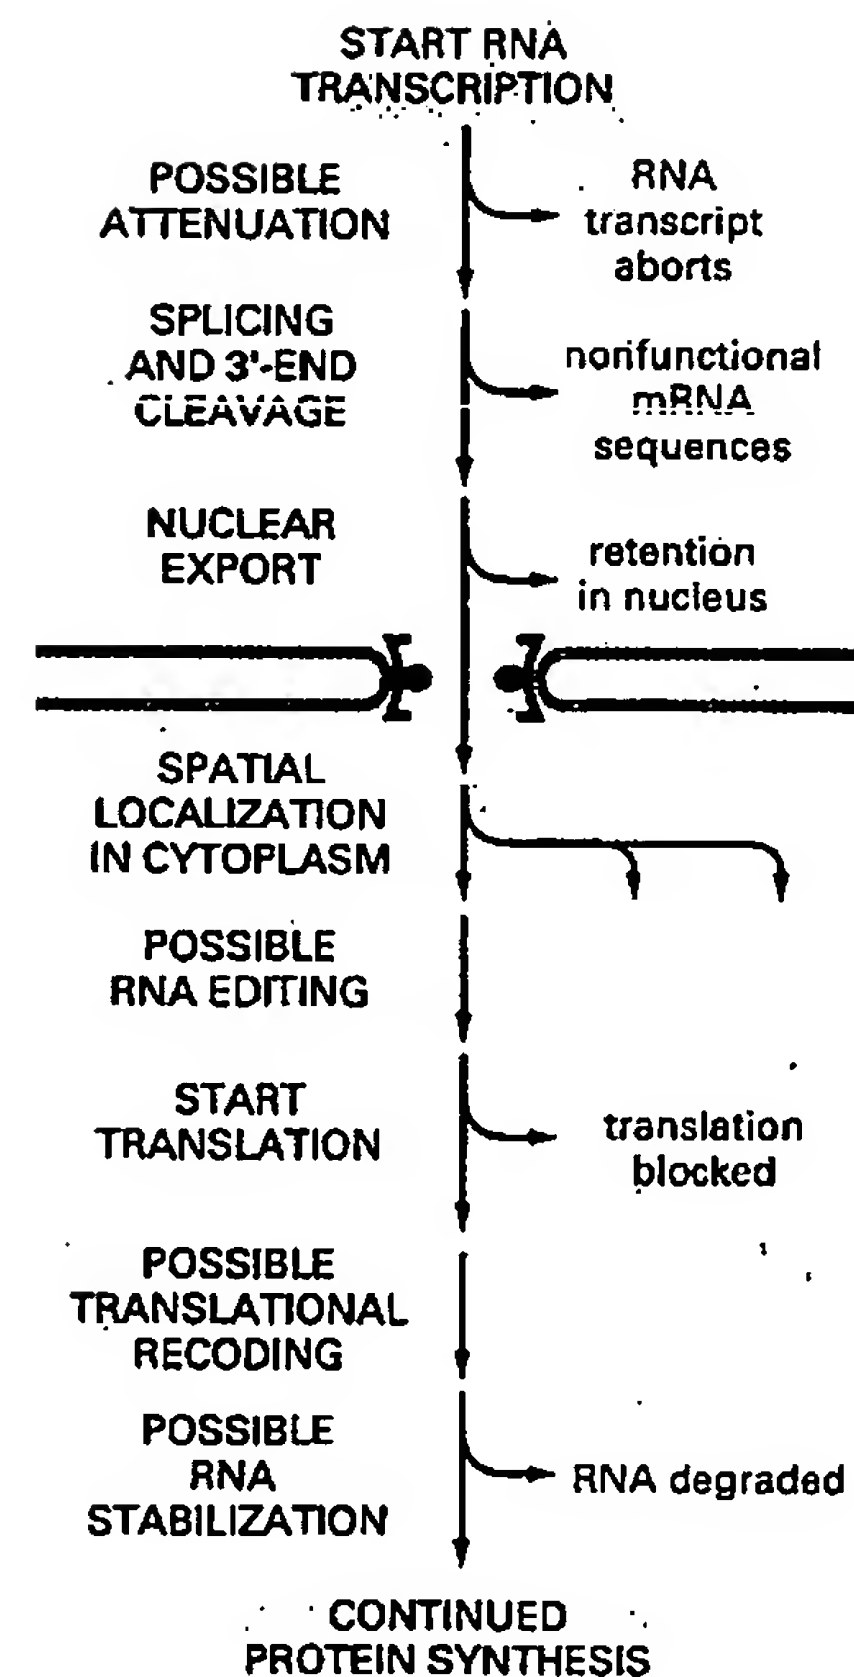 START RNA
TRANSCRIPTION
POSSIBLE
ATTENUATION
RNA
transcript
aborts
SPLICING
AND 3'-END
CLEAVAGE
nonfunctional
mRNA
sequences
NUCLEAR
EXPORT
retention
in nucleus
SPATIAL
LOCALIZATION
IN CYTOPLASM
POSSIBLE
RNA EDITING
START
TRANSLATION
translation
blocked
POSSIBLE
TRANSLATIONAL
RECODING
POSSIBLE
RNA
STABILIZATION
RNA degraded
CONTINUED
PROTEIN SYNTHESIS